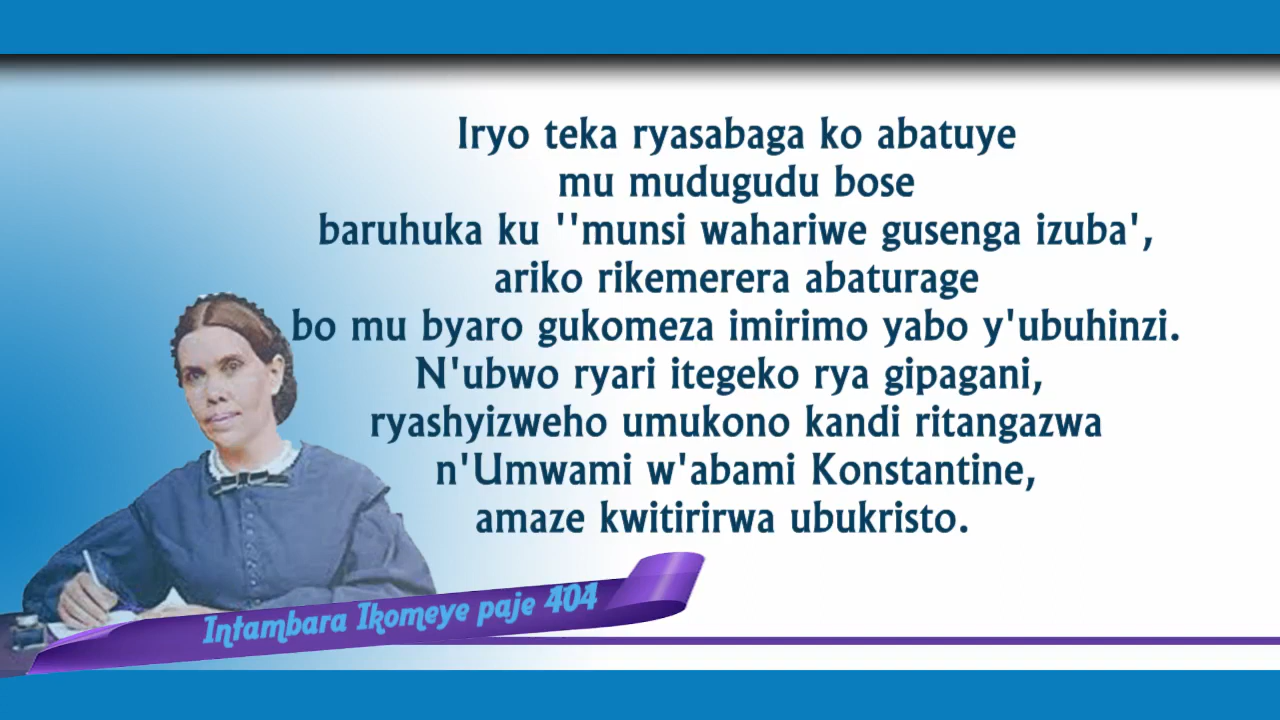 Iryo teka ryasabaga ko abatuye
mu mudugudu bose
baruhuka ku ''munsi wahariwe gusenga izuba',
ariko rikemerera abaturage
bo mu byaro gukomeza imirimo yabo y'ubuhinzi.
N'ubwo ryari itegeko rya gipagani,
ryashyizweho umukono kandi ritangazwa
n'Umwami w'abami Konstantine,
amaze kwitirirwa ubukristo.
Intambara Ikomeye paje 404